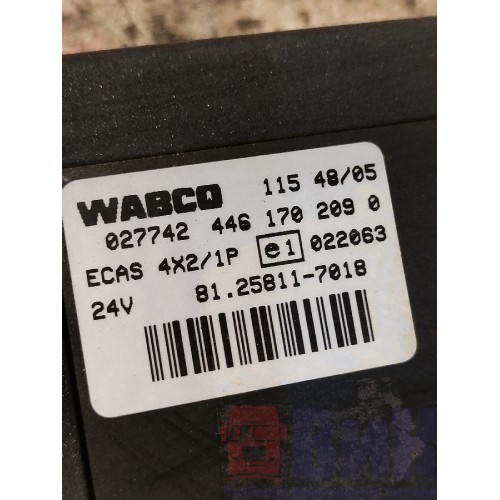 WABCO 115 48/05
027742 446 170 209 0
ECAS 4X2/1P e1 022063
24V 81.25811-7018